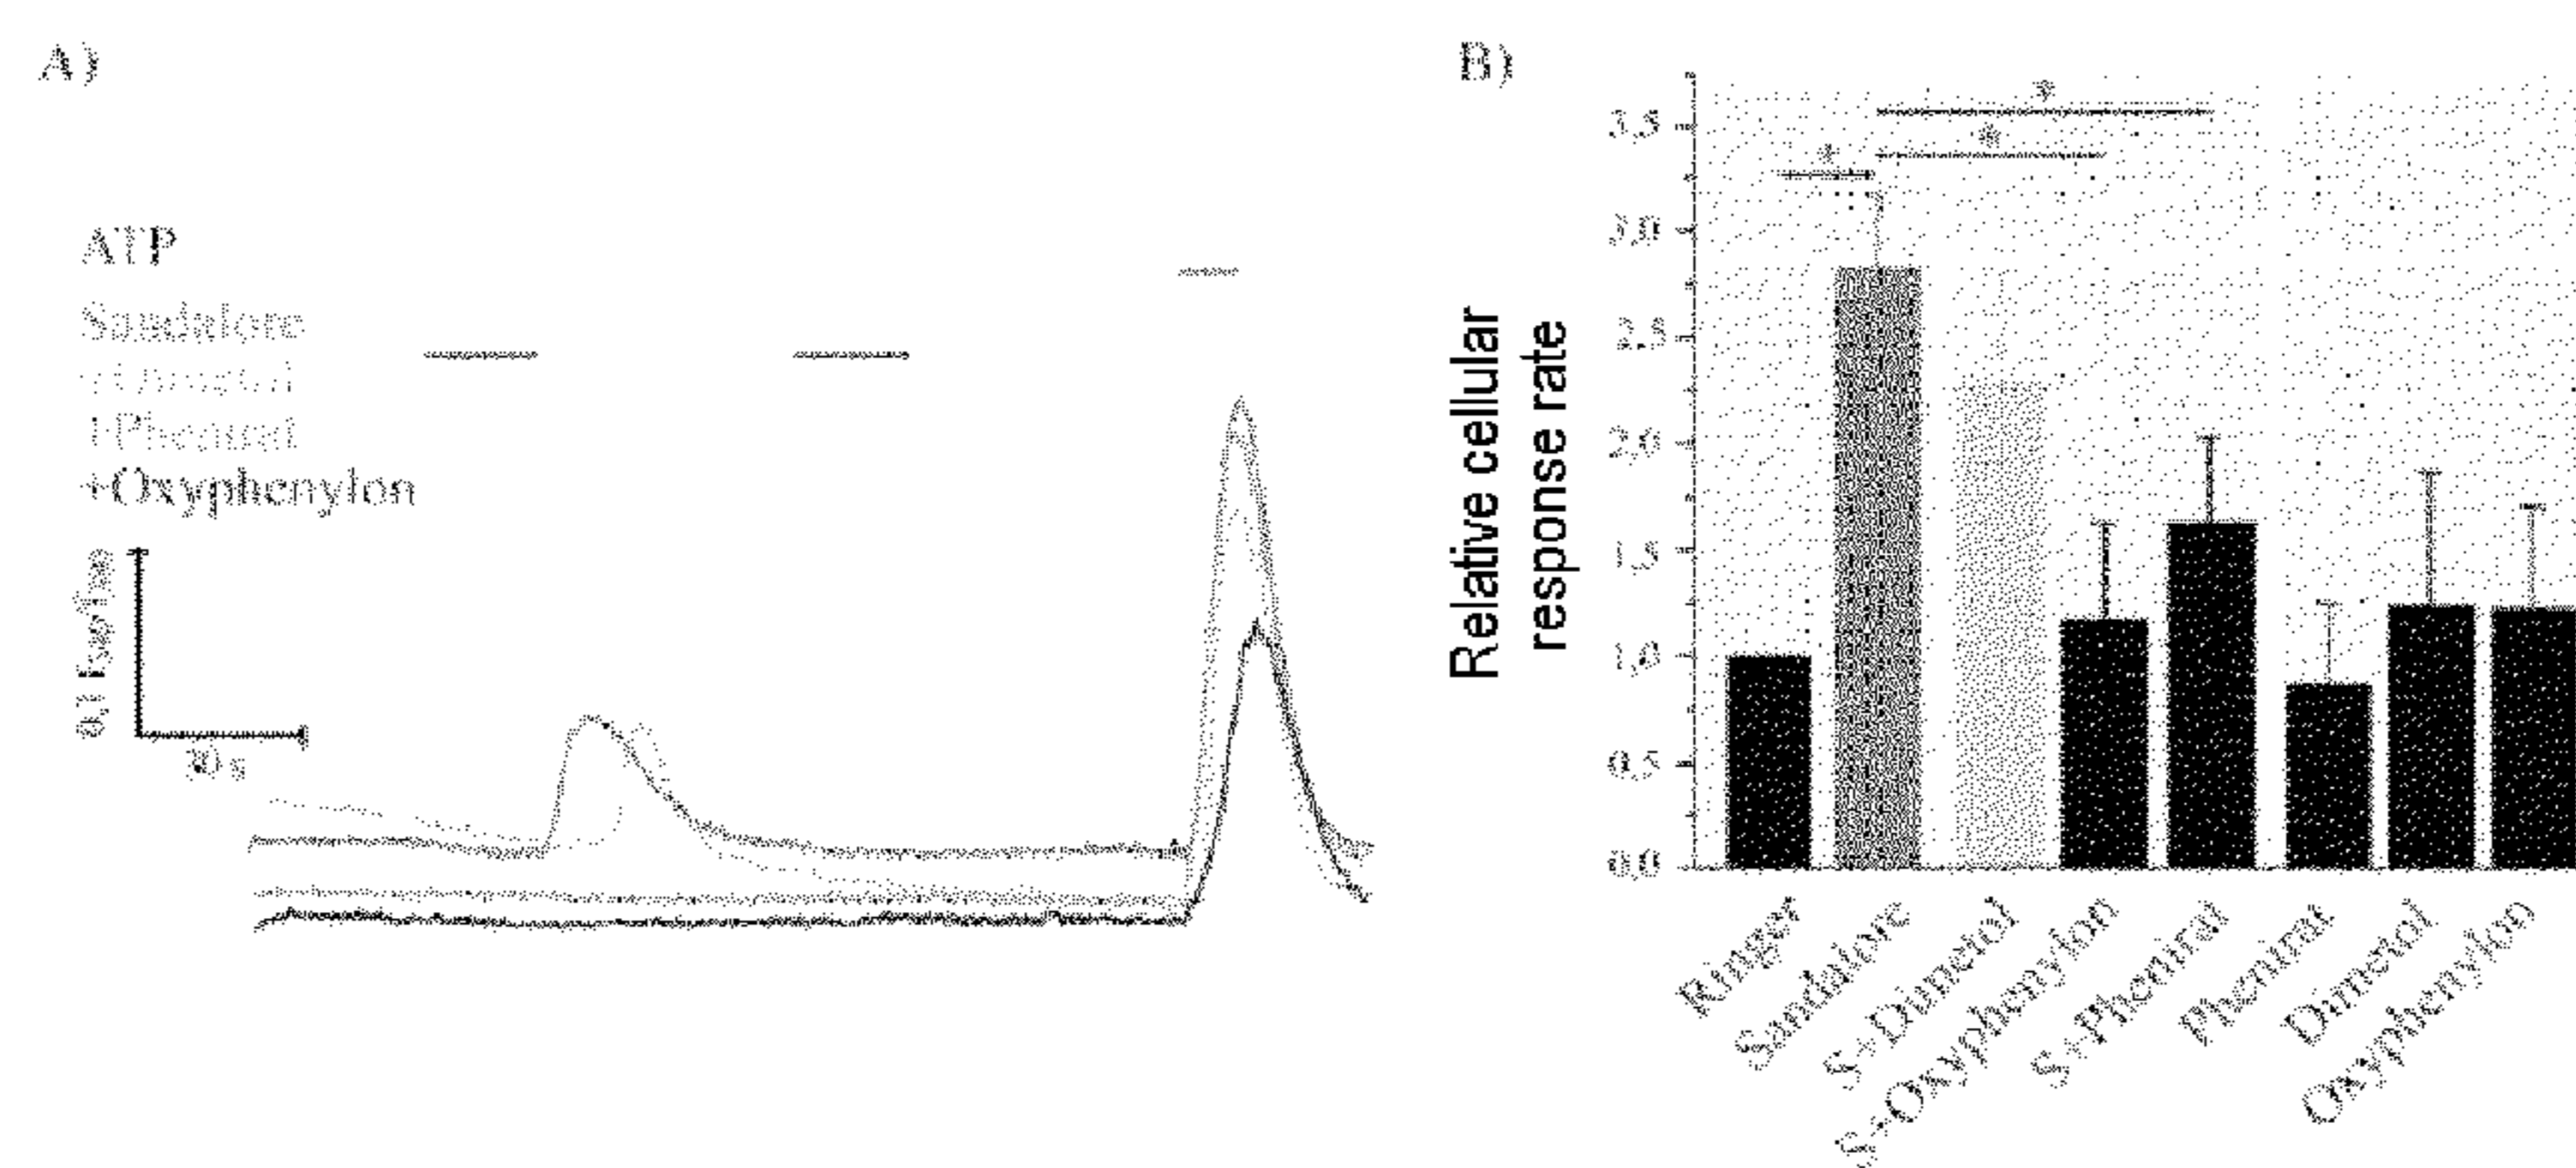 A)
ATP
Sandalore
+Phenirat
+Oxyphenylon
30 s
B)
Relative cellular
response rate
3,5
3,0
2,5
2,0
1,5
1,0
0,5
0,0
*
*
*
Ringer
Sandalore
S+Dimetol
S+Oxyphenylon
S+Phenirat
Phenirat
Dimetol
Oxyphenylon